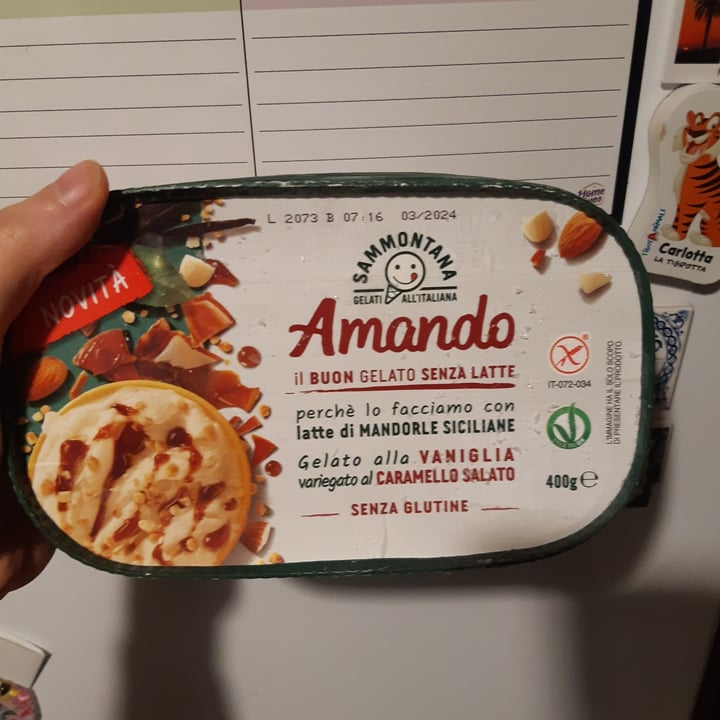 L 2073 B 07:16 03/2024
SAMMONTANA
GELATI ALL'ITALIANA
NOVITÀ
Amando
il BUON GELATO SENZA LATTE
perchè lo facciamo con
latte di MANDORLE SICILIANE
Gelato alla VANIGLIA
variegato al CARAMELLO SALATO
SENZA GLUTINE
IT-072-034
400g e
L'IMMAGINE HA IL SOLO SCOPO
DI PRESENTARE IL PRODOTTO.
Carlotta
LA TIGROTTA